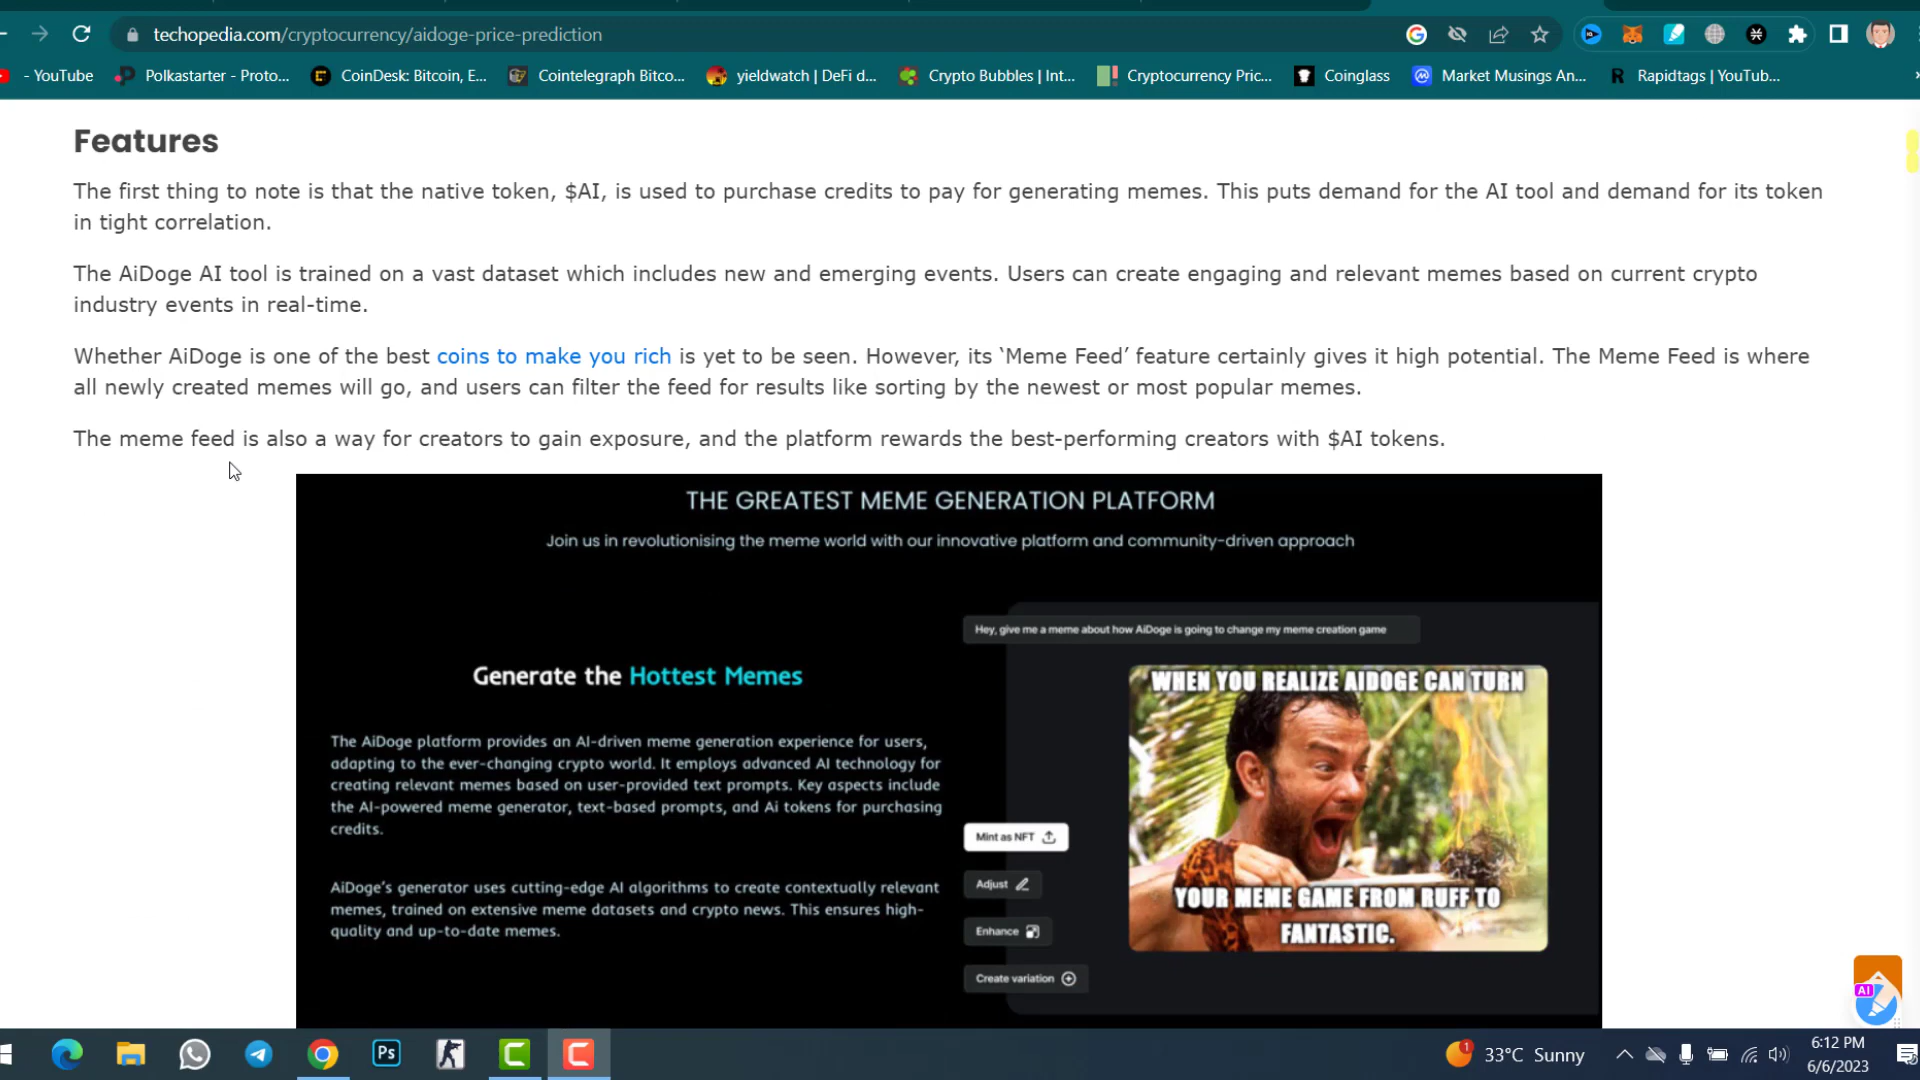 techopedia.com/cryptocurrency/aidoge-price-prediction
- YouTube
Polkastarter - Proto...
CoinDesk: Bitcoin, E...
Cointelegraph Bitco...
yieldwatch | DeFi d...
Crypto Bubbles | Int...
Cryptocurrency Pric...
Coinglass
Market Musings An...
R Rapidtags | YouTub...
Features
The first thing to note is that the native token, $AI, is used to purchase credits to pay for generating memes. This puts demand for the AI tool and demand for its token
in tight correlation.
The AiDoge AI tool is trained on a vast dataset which includes new and emerging events. Users can create engaging and relevant memes based on current crypto
industry events in real-time.
Whether AiDoge is one of the best coins to make you rich is yet to be seen. However, its ‘Meme Feed’ feature certainly gives it high potential. The Meme Feed is where
all newly created memes will go, and users can filter the feed for results like sorting by the newest or most popular memes.
The meme feed is also a way for creators to gain exposure, and the platform rewards the best-performing creators with $AI tokens.
THE GREATEST MEME GENERATION PLATFORM
Join us in revolutionising the meme world with our innovative platform and community-driven approach
Hey, give me a meme about how AiDoge is going to change my meme creation game
Generate the Hottest Memes
WHEN YOU REALIZE AIDOGE CAN TURN
The AiDoge platform provides an AI-driven meme generation experience for users,
adapting to the ever-changing crypto world. It employs advanced AI technology for
creating relevant memes based on user-provided text prompts. Key aspects include
the AI-powered meme generator, text-based prompts, and Ai tokens for purchasing
credits.
Mint as NFT
AiDoge's generator uses cutting-edge AI algorithms to create contextually relevant
memes, trained on extensive meme datasets and crypto news. This ensures high-
quality and up-to-date memes.
Adjust
Enhance
Create variation
YOUR MEME GAME FROM RUFF TO
FANTASTIC.
AI
Ps
1
33°C Sunny
6:12 PM
6/6/2023